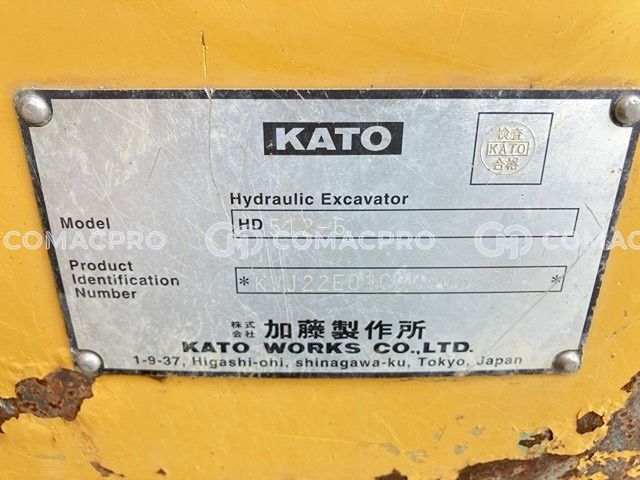 KATO
検査
KATO
合格
Hydraulic Excavator
Model HD
Product
Identification
Number
株式会社 加藤製作所
KATO WORKS CO.,LTD.
1-9-37, Higashi-ohi, shinagawa-ku, Tokyo, Japan
COMACPRO COMACPRO COMACPRO